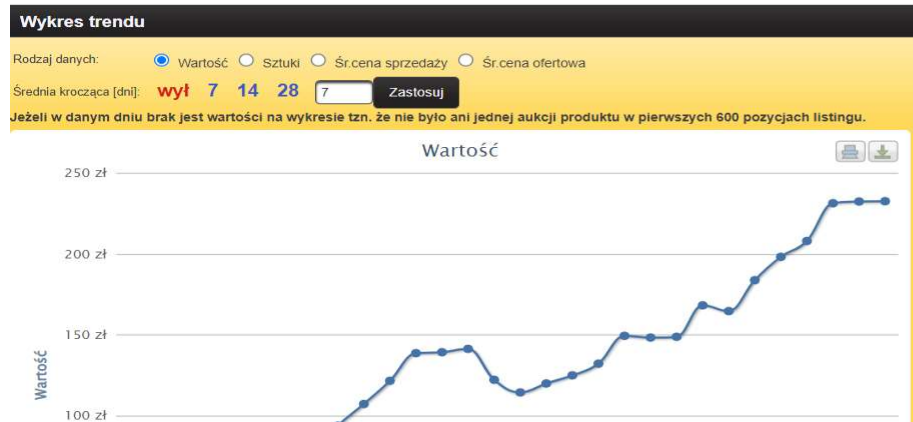 Wykres trendu
Rodzaj danych: Wartość Sztuki Śr.cena sprzedaży Śr.cena ofertowa
Średnia krocząca [dni]: wył 7 14 28 7 Zastosuj
Jeżeli w danym dniu brak jest wartości na wykresie tzn. że nie było ani jednej aukcji produktu w pierwszych 600 pozycjach listingu.
Wartość
250 zł
200 zł
150 zł
Wartość
100 zł